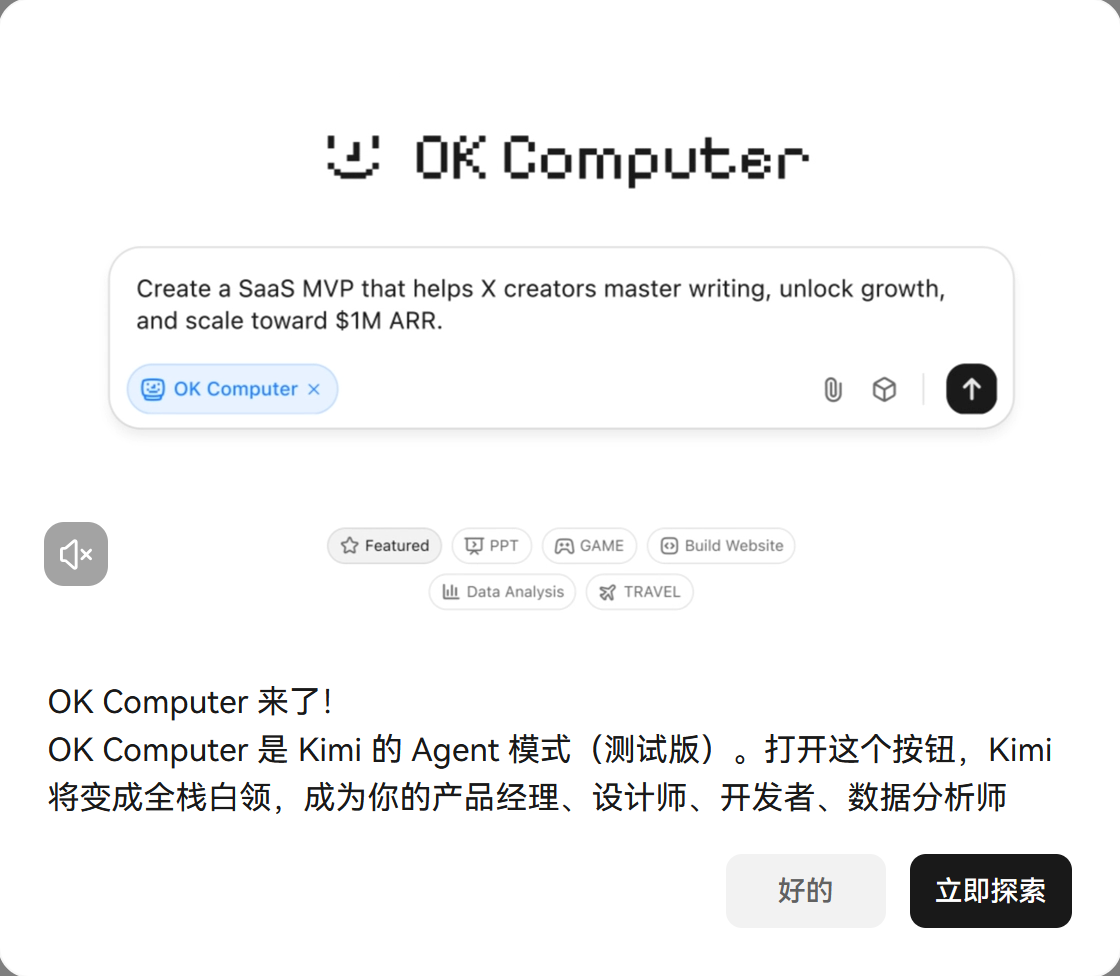 OK Computer
Create a SaaS MVP that helps X creators master writing, unlock growth,
and scale toward $1M ARR.
OK Computer ×
Featured
PPT
GAME
Build Website
Data Analysis
TRAVEL
OK Computer 来了！
OK Computer 是 Kimi 的 Agent 模式（测试版）。打开这个按钮，Kimi
将变成全栈白领，成为你的产品经理、设计师、开发者、数据分析师
好的
立即探索